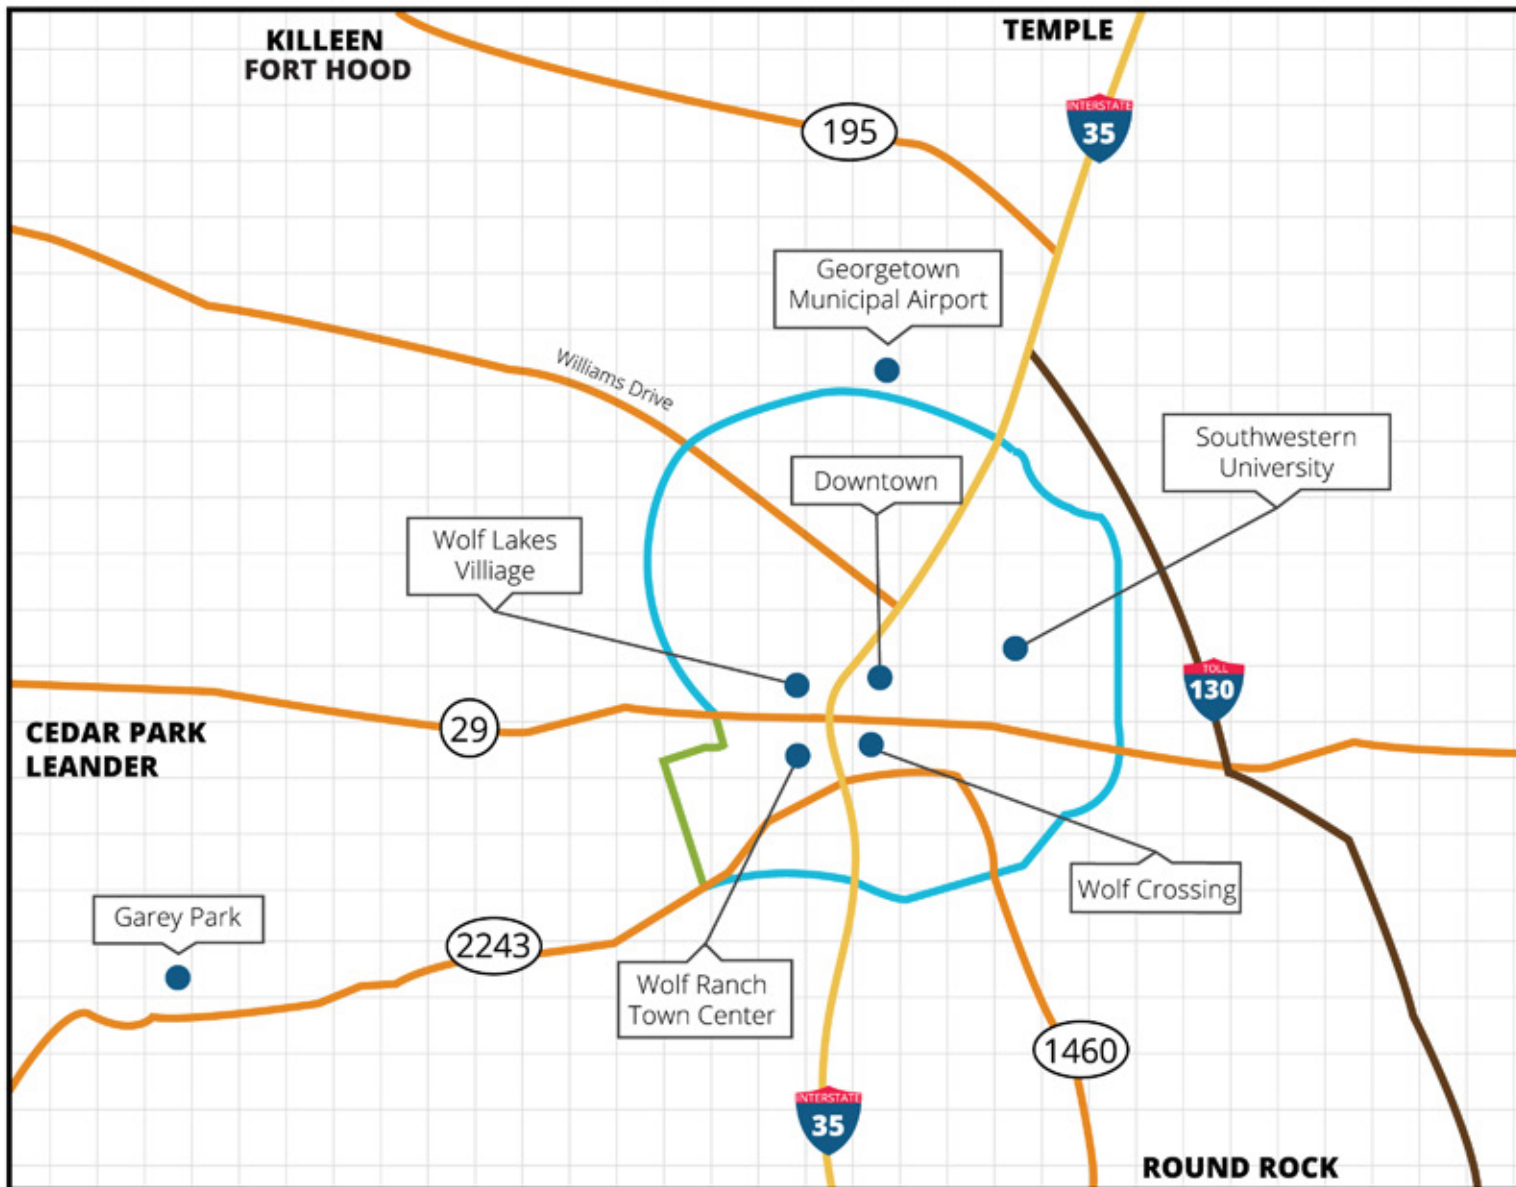 KILLEEN
FORT HOOD
TEMPLE
INTERSTATE
35
195
Georgetown
Municipal Airport
Williams Drive
Southwestern
University
Downtown
Wolf Lakes
Villiage
TOLL
130
29
CEDAR PARK
LEANDER
Wolf Crossing
Garey Park
2243
Wolf Ranch
Town Center
1460
INTERSTATE
35
ROUND ROCK